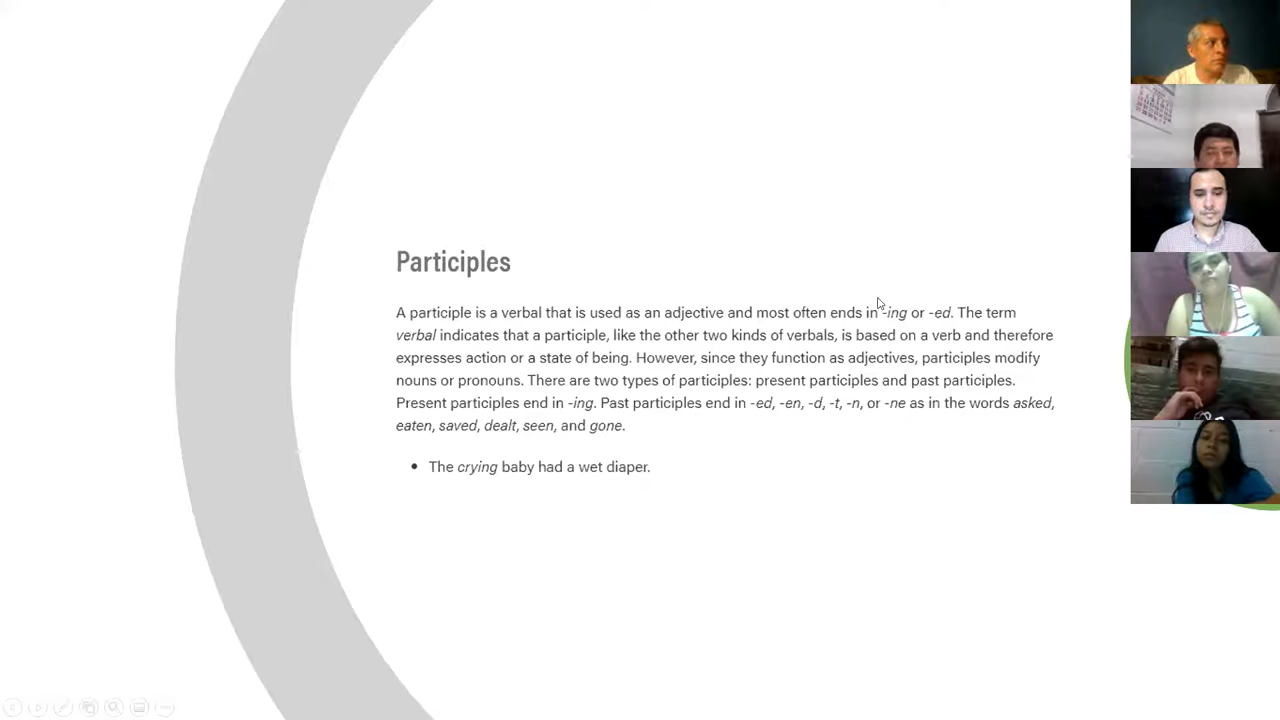 Participles
A participle is a verbal that is used as an adjective and most often ends in -ing or -ed. The term
verbal indicates that a participle, like the other two kinds of verbals, is based on a verb and therefore
expresses action or a state of being. However, since they function as adjectives, participles modify
nouns or pronouns. There are two types of participles: present participles and past participles.
Present participles end in -ing. Past participles end in -ed, -en, -d, -t, -n, or -ne as in the words asked,
eaten, saved, dealt, seen, and gone.
• The crying baby had a wet diaper.